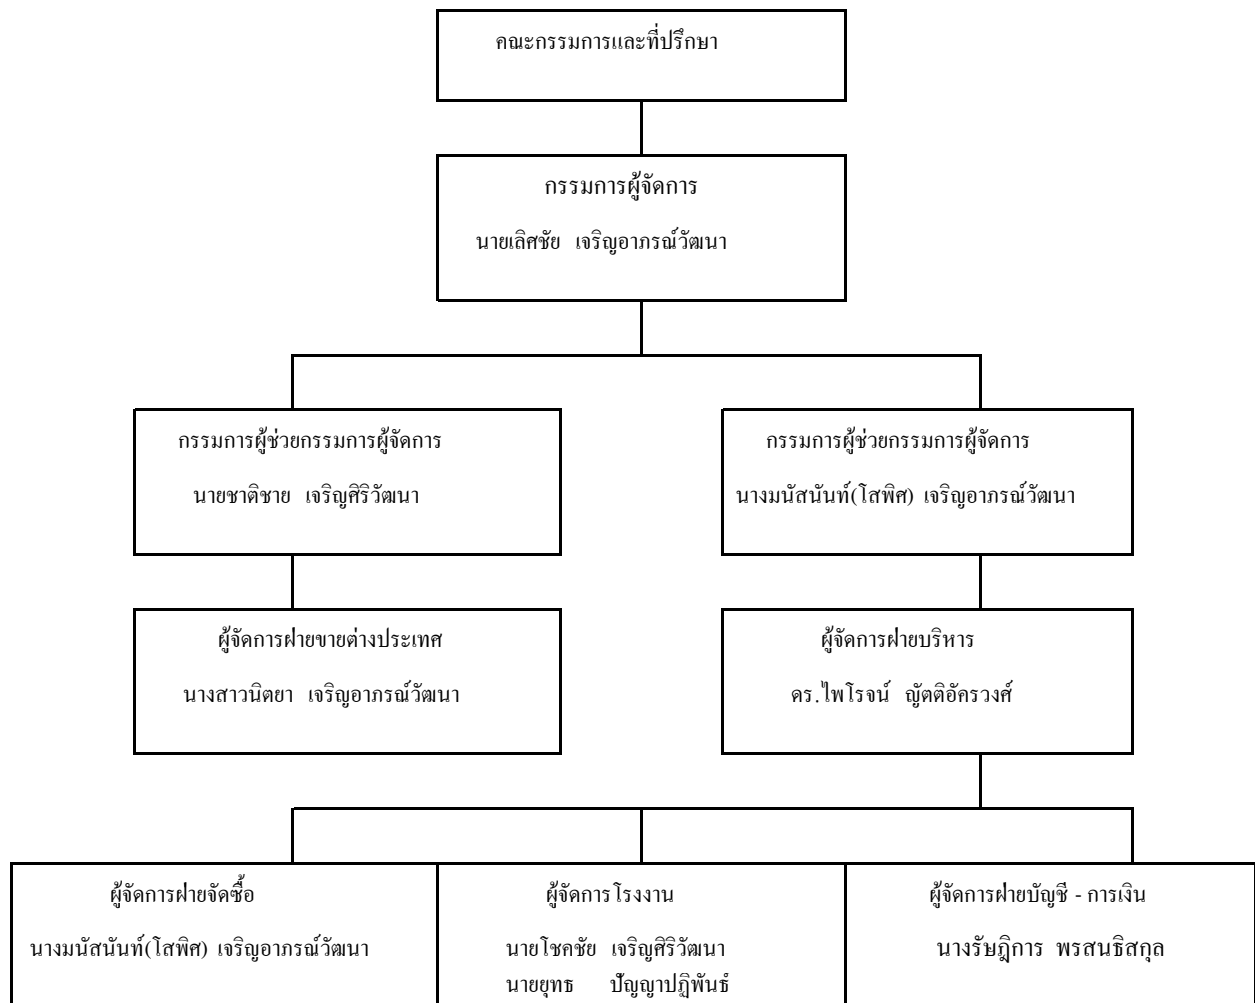 คณะกรรมการและที่ปรึกษา
กรรมการผู้จัดการ
นายเลิศชัย เจริญอาภรณ์วัฒนา
กรรมการผู้ช่วยกรรมการผู้จัดการ
นายชาติชาย เจริญศิริวัฒนา
กรรมการผู้ช่วยกรรมการผู้จัดการ
นางมนัสนันท์(โสพิศ) เจริญอาภรณ์วัฒนา
ผู้จัดการฝ่ายขายต่างประเทศ
นางสาวนิตยา เจริญอาภรณ์วัฒนา
ผู้จัดการฝ่ายบริหาร
ดร.ไพโรจน์ ญัตติอัครวงศ์
ผู้จัดการฝ่ายจัดซื้อ
นางมนัสนันท์(โสพิศ) เจริญอาภรณ์วัฒนา
ผู้จัดการโรงงาน
นายโชคชัย เจริญศิริวัฒนา
นายยุทธ ปัญญาปฏิพันธ์
ผู้จัดการฝ่ายบัญชี - การเงิน
นางรัษฎิการ พรสนธิสกุล